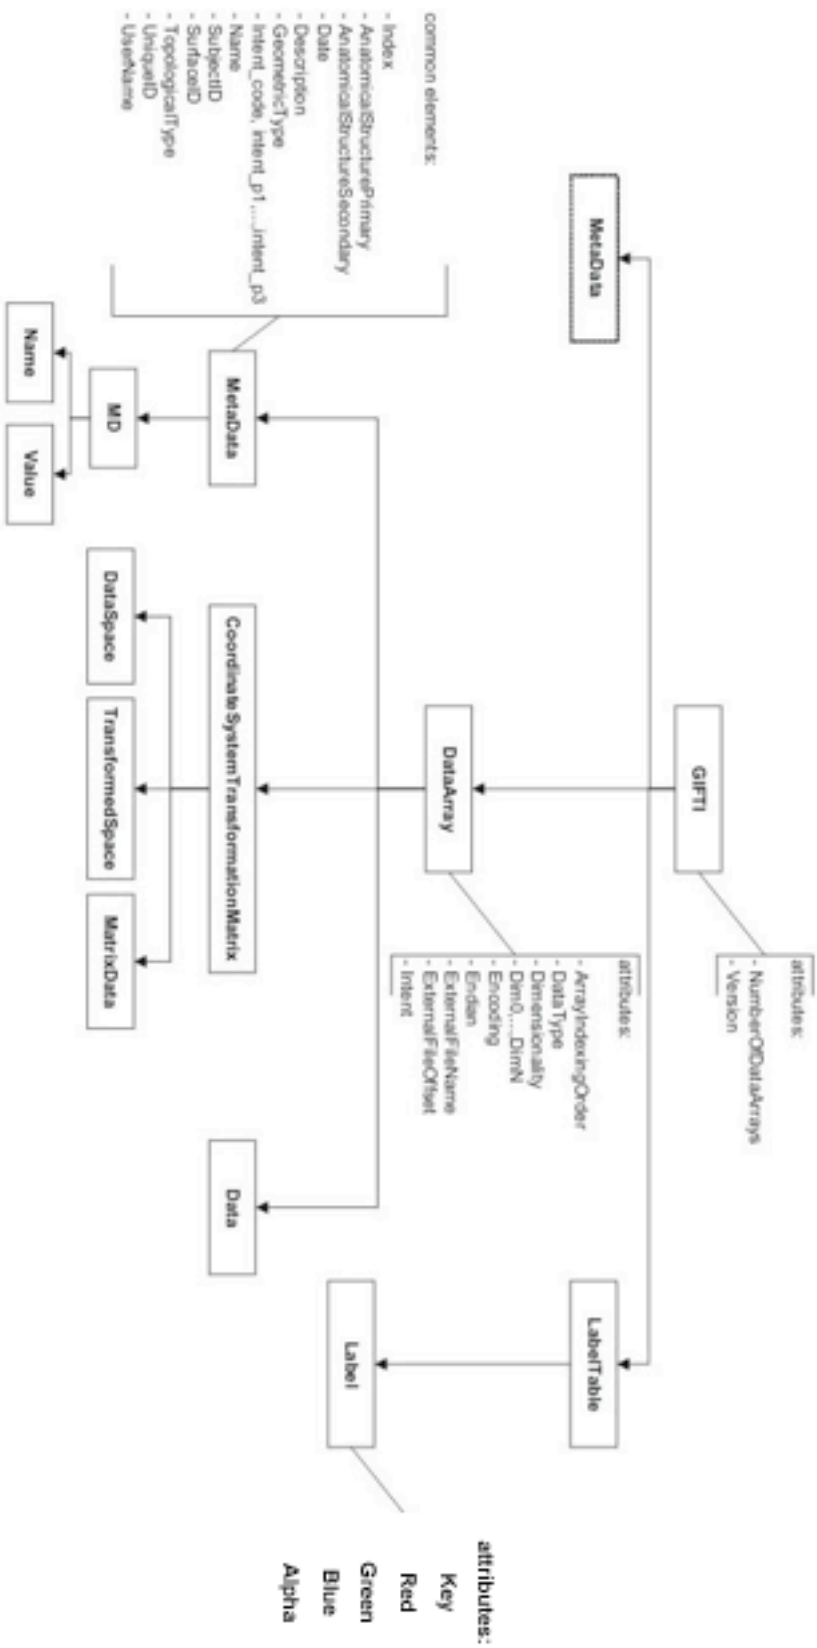 GIFTI
attributes:
- NumberOfDataArrays
- Version
MetaData
DataArray
attributes:
- ArrayIndexingOrder
- DataType
- Dimensionality
- Dim0,...,DimN
- Encoding
- Endian
- ExternalFileName
- ExternalFileOffset
- Intent
LabelTable
Label
attributes:
Key
Red
Green
Blue
Alpha
common elements:
- Index
- AnatomicalStructurePrimary
- AnatomicalStructureSecondary
- Date
- Description
- GeometricType
- Intent_code, intent_p1,...,intent_p3
- Name
- SubjectID
- SurfaceID
- TopologicalType
- UniqueID
- UserName
MetaData
CoordinateSystemTransformationMatrix
Data
MD
DataSpace
TransformedSpace
MatrixData
Name
Value